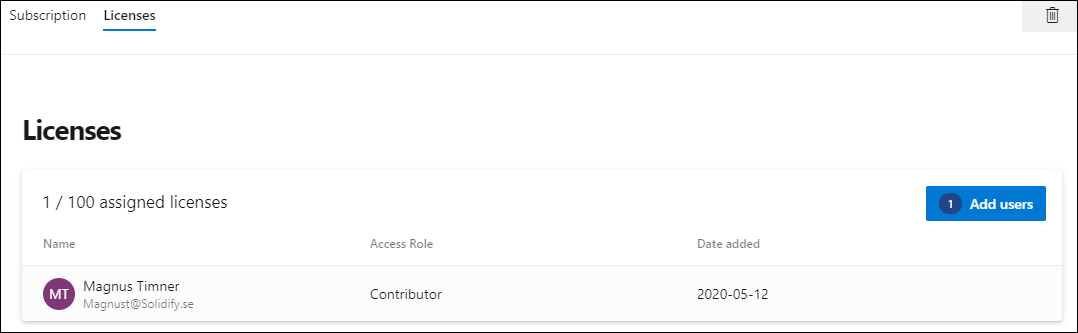 Subscription Licenses
Licenses
1 / 100 assigned licenses
1 Add users
Name Access Role Date added
MT Magnus Timner
Magnust@Solidify.se
Contributor 2020-05-12